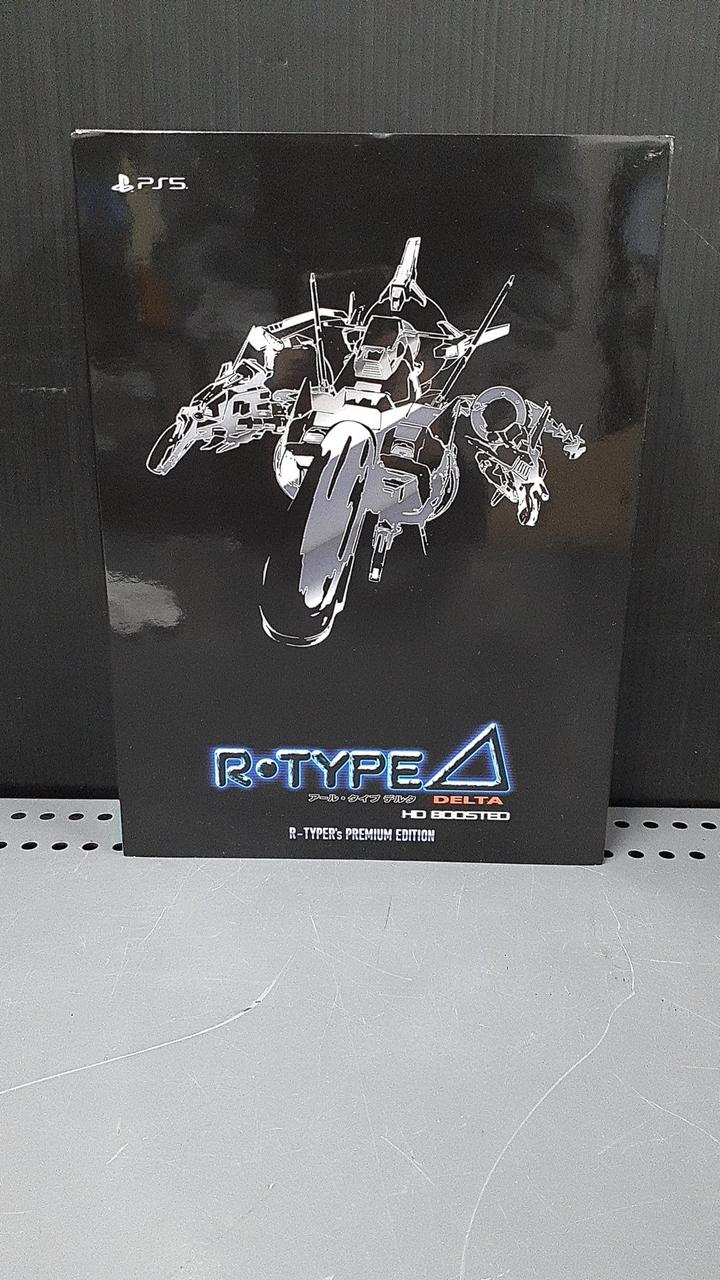 PS5
R・TYPE Δ
アール・タイプ デルタ DELTA
HD BOOSTED
R-TYPER's PREMIUM EDITION